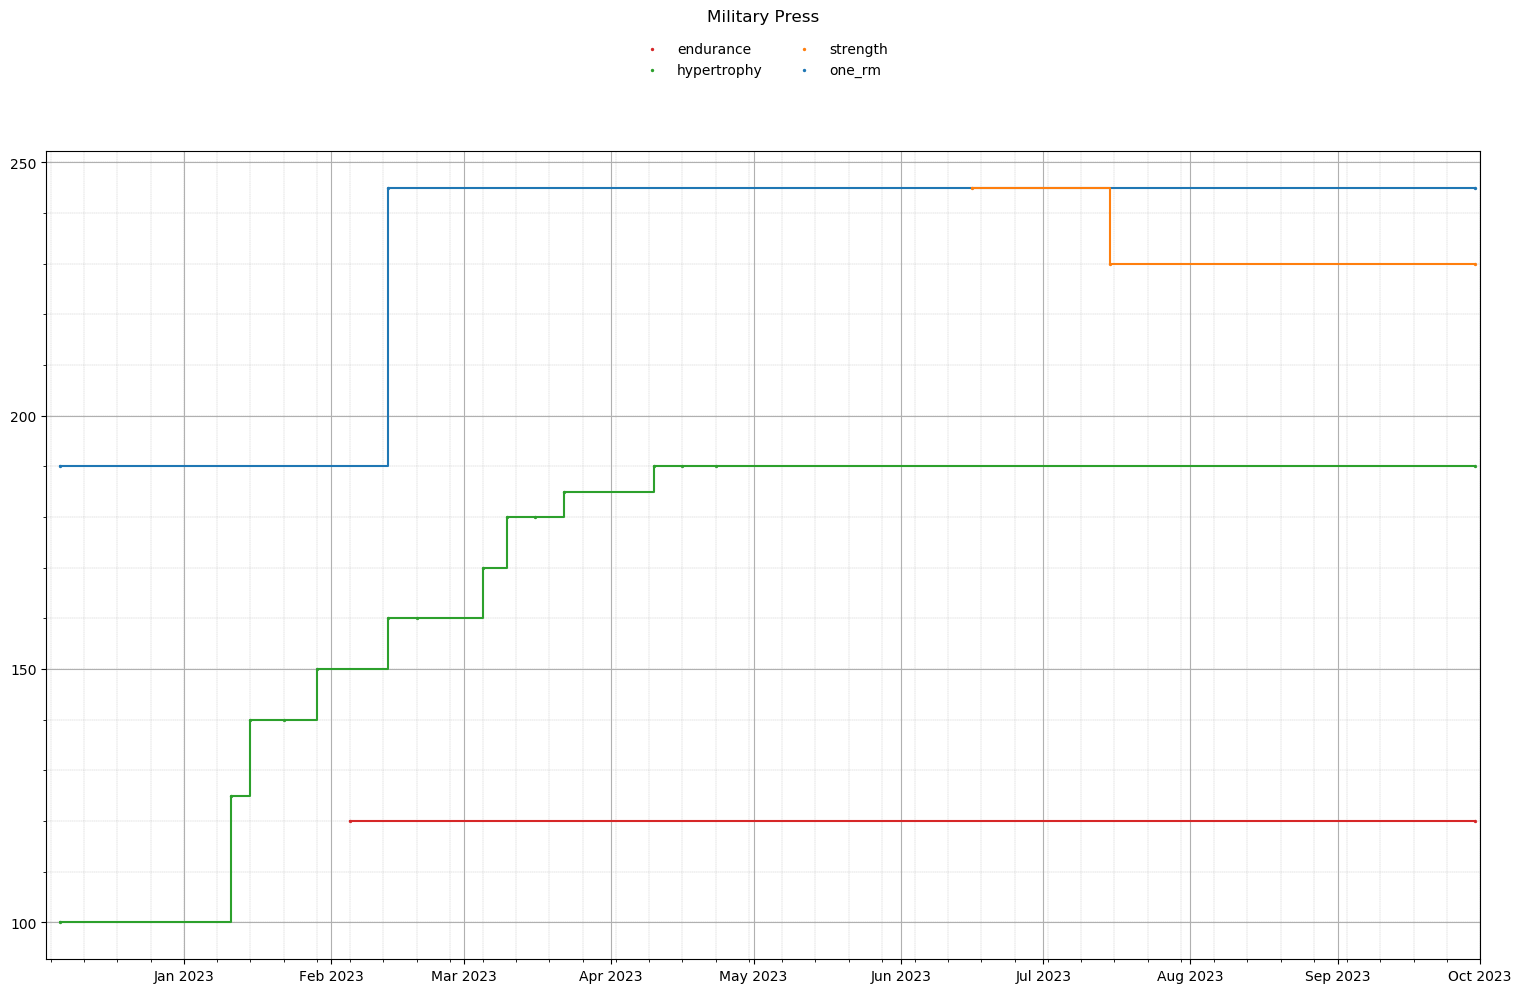 Military Press
endurance strength
hypertrophy one_rm
250
200
150
100
Jan 2023 Feb 2023 Mar 2023 Apr 2023 May 2023 Jun 2023 Jul 2023 Aug 2023 Sep 2023 Oct 2023